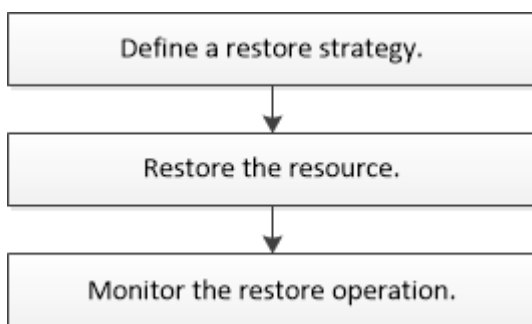 Define a restore strategy.
Restore the resource.
Monitor the restore operation.